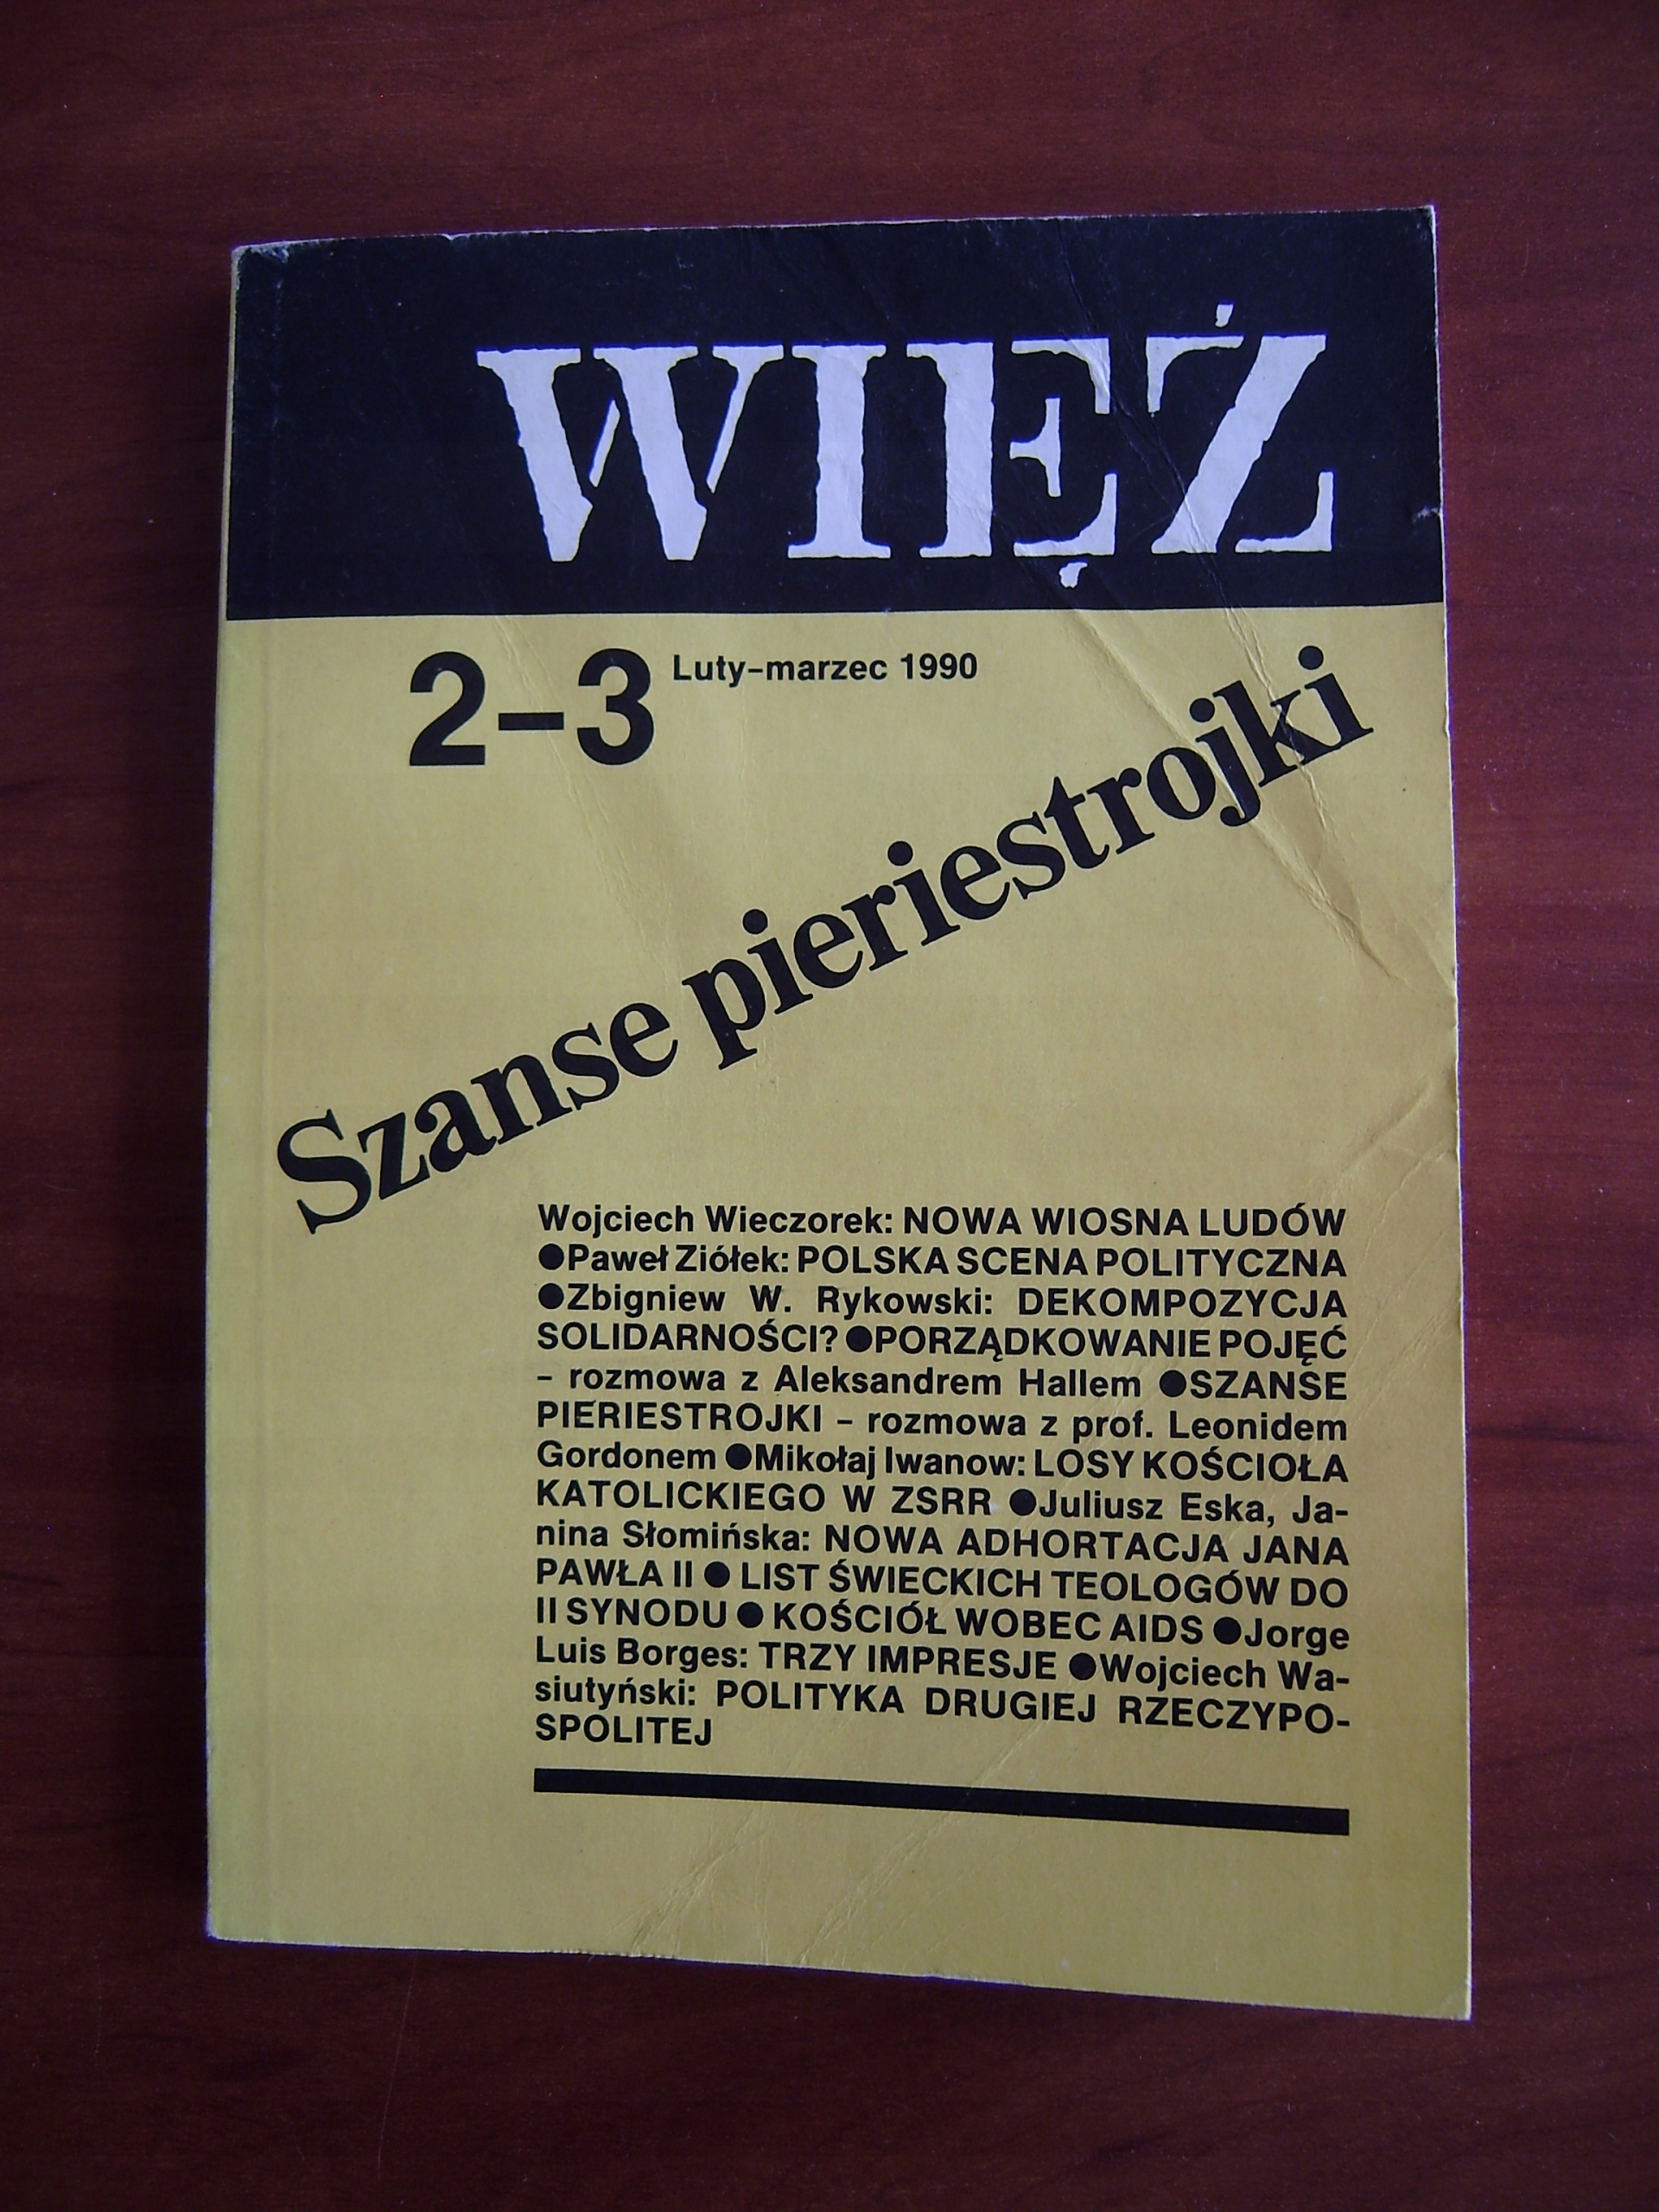 WIĘŹ
2–3 Luty–marzec 1990
Szanse pieriestrojki
Wojciech Wieczorek: NOWA WIOSNA LUDÓW
●Paweł Ziółek: POLSKA SCENA POLITYCZNA
●Zbigniew W. Rykowski: DEKOMPOZYCJA
SOLIDARNOŚCI? ●PORZĄDKOWANIE POJĘĆ
– rozmowa z Aleksandrem Hallem ●SZANSE
PIERIESTROJKI – rozmowa z prof. Leonidem
Gordonem ●Mikołaj Iwanow: LOSY KOŚCIOŁA
KATOLICKIEGO W ZSRR ●Juliusz Eska, Ja-
nina Słomińska: NOWA ADHORTACJA JANA
PAWŁA II ● LIST ŚWIECKICH TEOLOGÓW DO
II SYNODU ● KOŚCIÓŁ WOBEC AIDS ●Jorge
Luis Borges: TRZY IMPRESJE ●Wojciech Wa-
siutyński: POLITYKA DRUGIEJ RZECZYPO-
SPOLITEJ